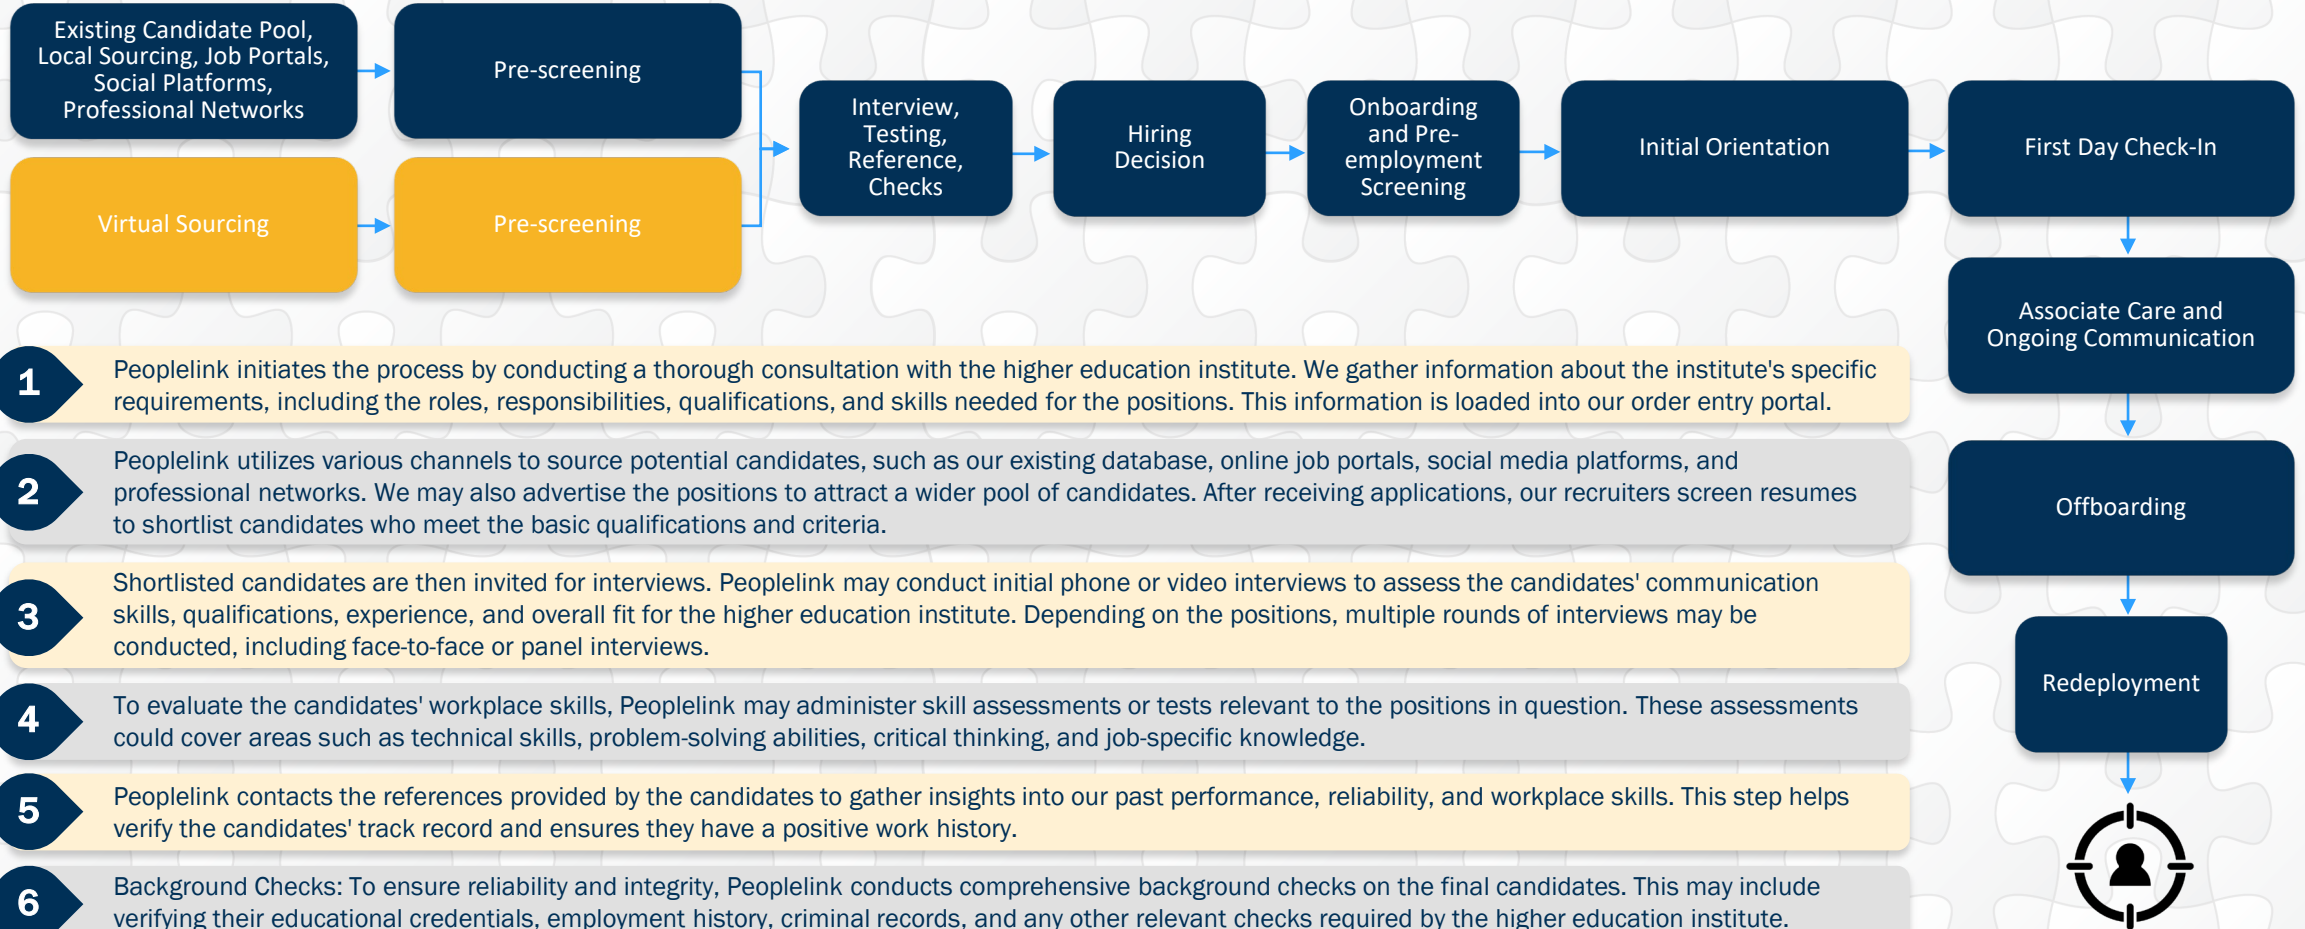 Existing Candidate Pool,
Local Sourcing, Job Portals,
Social Platforms,
Professional Networks
Pre-screening
Virtual Sourcing
Pre-screening
Interview,
Testing,
Reference,
Checks
Hiring
Decision
Onboarding
and Pre-
employment
Screening
Initial Orientation
First Day Check-In
Associate Care and
Ongoing Communication
Offboarding
Redeployment
1
Peoplelink initiates the process by conducting a thorough consultation with the higher education institute. We gather information about the institute's specific
requirements, including the roles, responsibilities, qualifications, and skills needed for the positions. This information is loaded into our order entry portal.
2
Peoplelink utilizes various channels to source potential candidates, such as our existing database, online job portals, social media platforms, and
professional networks. We may also advertise the positions to attract a wider pool of candidates. After receiving applications, our recruiters screen resumes
to shortlist candidates who meet the basic qualifications and criteria.
3
Shortlisted candidates are then invited for interviews. Peoplelink may conduct initial phone or video interviews to assess the candidates' communication
skills, qualifications, experience, and overall fit for the higher education institute. Depending on the positions, multiple rounds of interviews may be
conducted, including face-to-face or panel interviews.
4
To evaluate the candidates' workplace skills, Peoplelink may administer skill assessments or tests relevant to the positions in question. These assessments
could cover areas such as technical skills, problem-solving abilities, critical thinking, and job-specific knowledge.
5
Peoplelink contacts the references provided by the candidates to gather insights into our past performance, reliability, and workplace skills. This step helps
verify the candidates' track record and ensures they have a positive work history.
6
Background Checks: To ensure reliability and integrity, Peoplelink conducts comprehensive background checks on the final candidates. This may include
verifying their educational credentials, employment history, criminal records, and any other relevant checks required by the higher education institute.